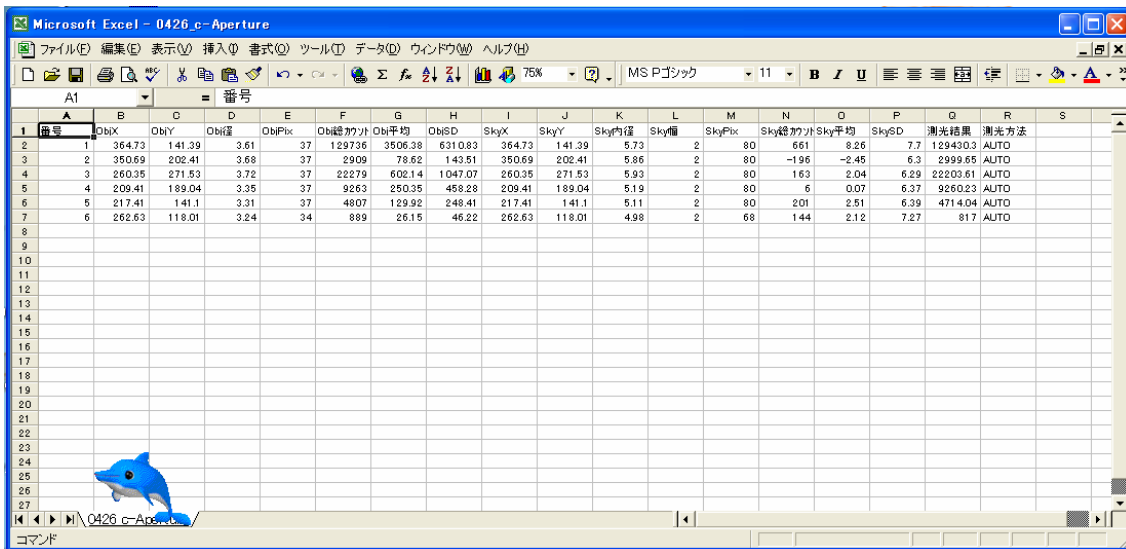 Microsoft Excel - 0426_c-Aperture
ファイル(F) 編集(E) 表示(V) 挿入(I) 書式(O) ツール(T) データ(D) ウィンドウ(W) ヘルプ(H)
75% MS Pゴシック 11 B I U
A1 = 番号
A B C D E F G H I J K L M N O P Q R S
1 番号 ObjX ObjY Obj径 ObjPix Obj総カウント Obj平均 ObjSD SkyX SkyY Sky内径 Sky幅 SkyPix Sky総カウント Sky平均 SkySD 測光結果 測光方法
2 1 364.73 141.39 3.61 37 129736 3506.38 6310.83 364.73 141.39 5.73 2 80 661 8.26 7.7 129430.3 AUTO
3 2 350.69 202.41 3.68 37 2909 78.62 143.51 350.69 202.41 5.86 2 80 -196 -2.45 6.3 2999.65 AUTO
4 3 260.35 271.53 3.72 37 22279 602.14 1047.07 260.35 271.53 5.93 2 80 163 2.04 6.29 22203.61 AUTO
5 4 209.41 189.04 3.35 37 9263 250.35 458.28 209.41 189.04 5.19 2 80 6 0.07 6.37 9260.23 AUTO
6 5 217.41 141.1 3.31 37 4807 129.92 248.41 217.41 141.1 5.11 2 80 201 2.51 6.39 4714.04 AUTO
7 6 262.63 118.01 3.24 34 889 26.15 46.22 262.63 118.01 4.98 2 68 144 2.12 7.27 817 AUTO
8
9
10
11
12
13
14
15
16
17
18
19
20
21
22
23
24
25
26
27
0426_c-Aperture
コマンド